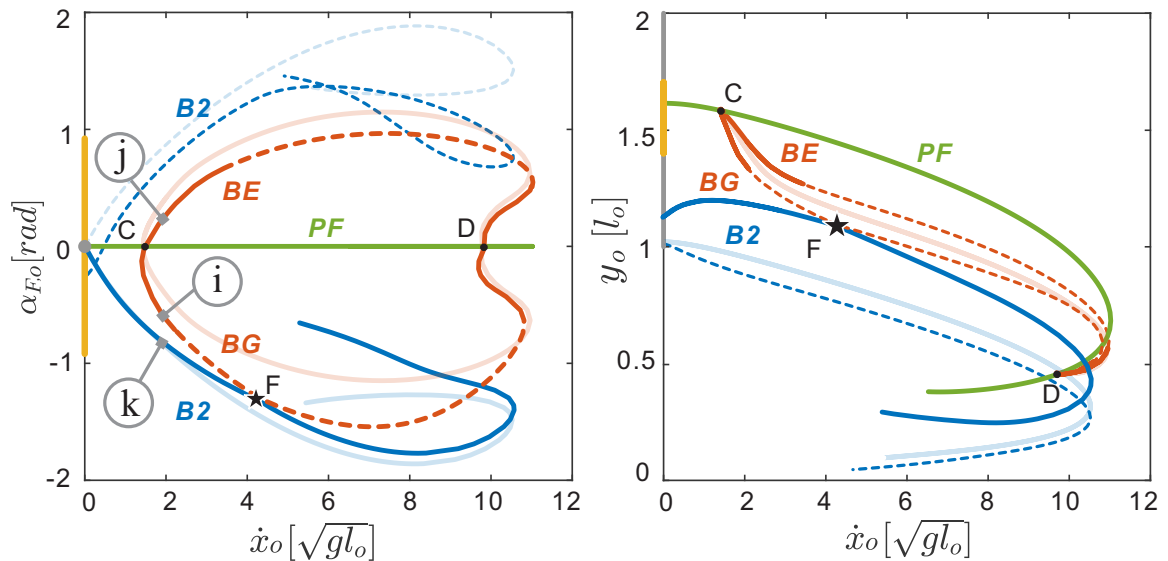 2
1
0
-1
-2
α_{F,o}[rad]
B2
j
BE
C
PF
D
i
BG
F
k
B2
0
2
4
6
8
10
12
ẋ_o[√gl_o]
2
1.5
1
0.5
0
y_o [l_o]
C
BE
PF
BG
F
B2
D
0
2
4
6
8
10
12
ẋ_o[√gl_o]